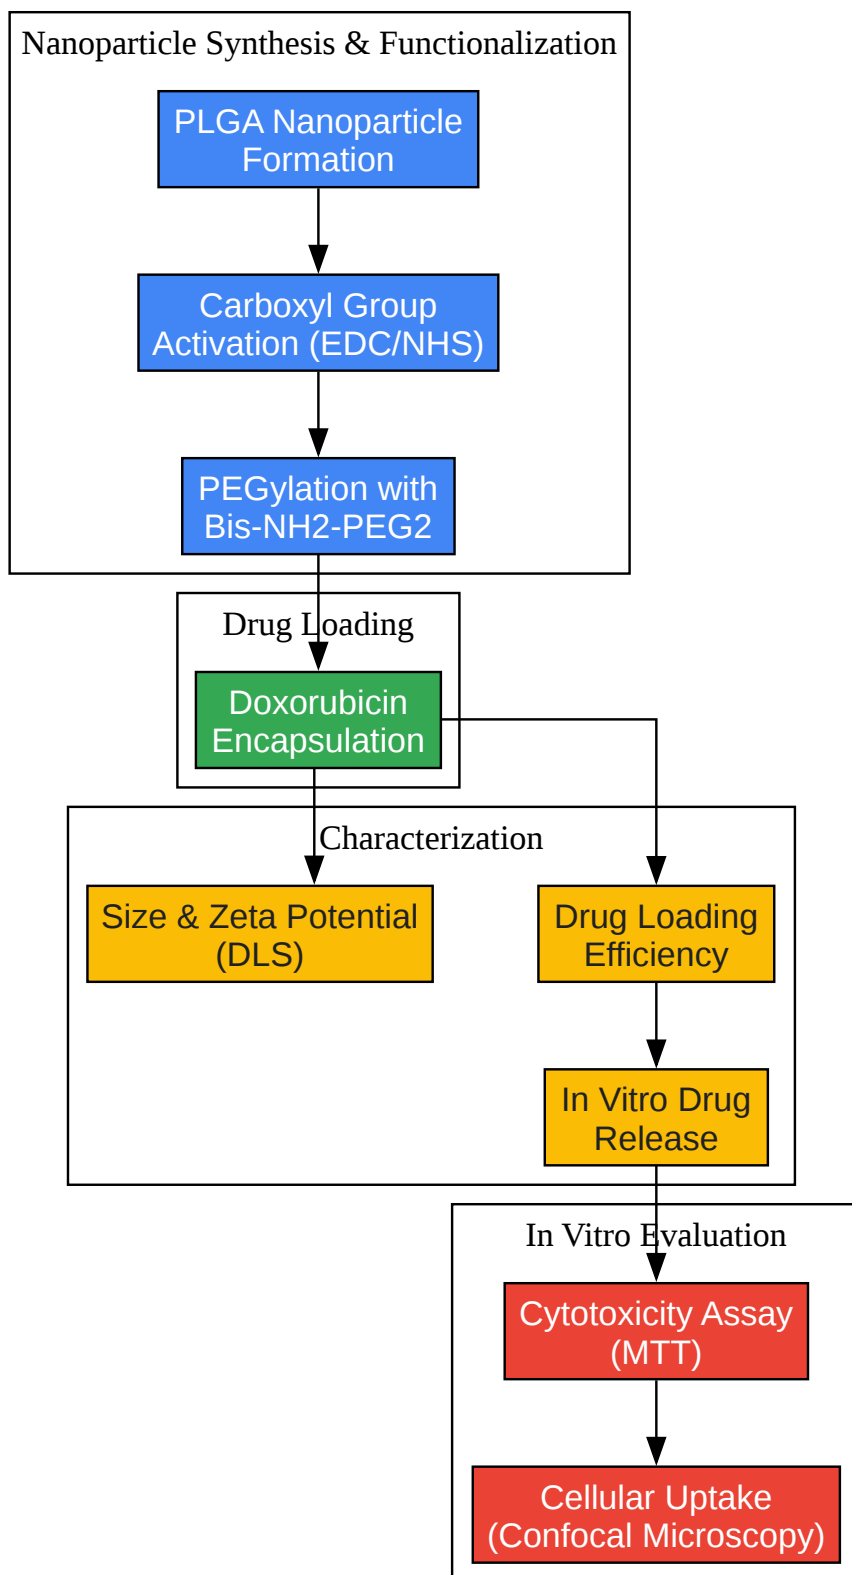 Nanoparticle Synthesis & Functionalization
PLGA Nanoparticle
Formation
Carboxyl Group
Activation (EDC/NHS)
PEGylation with
Bis-NH2-PEG2
Drug Loading
Doxorubicin
Encapsulation
Characterization
Size & Zeta Potential
(DLS)
Drug Loading
Efficiency
In Vitro Drug
Release
In Vitro Evaluation
Cytotoxicity Assay
(MTT)
Cellular Uptake
(Confocal Microscopy)